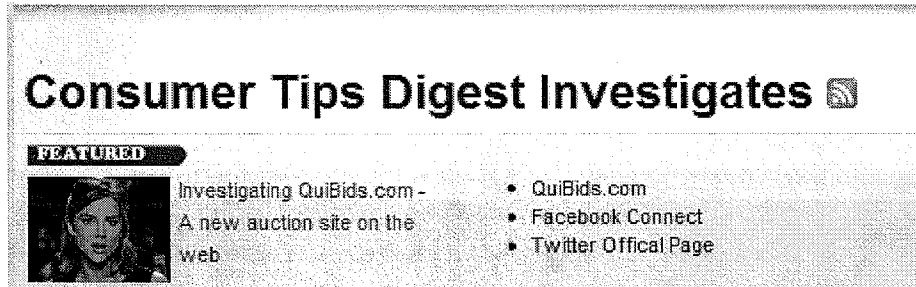 Consumer Tips Digest Investigates
FEATURED
Investigating QuiBids.com -
A new auction site on the
web
• QuiBids.com
• Facebook Connect
• Twitter Offical Page